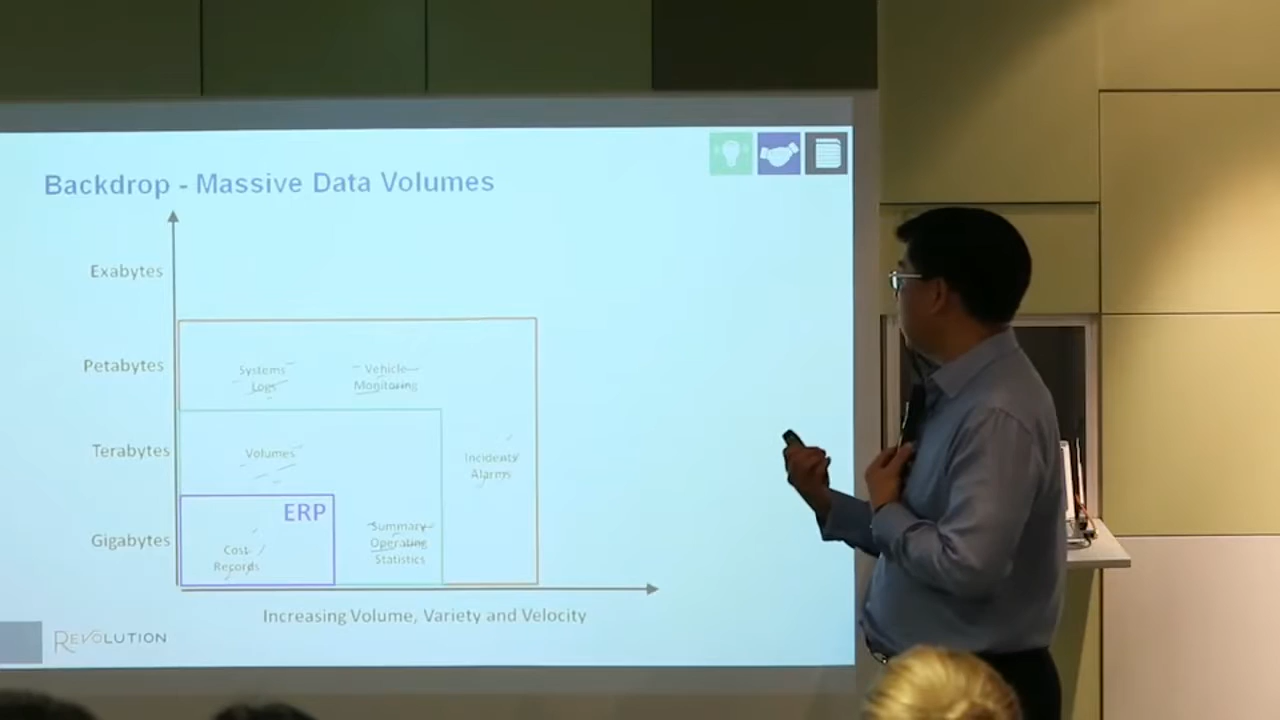 Backdrop - Massive Data Volumes
Exabytes
Petabytes
Systems
Logs
Vehicle
Monitoring
Terabytes
Volumes
Incidents/
Alarms
ERP
Gigabytes
Cost
Records
Summary
Operating
Statistics
Increasing Volume, Variety and Velocity
REVOLUTION